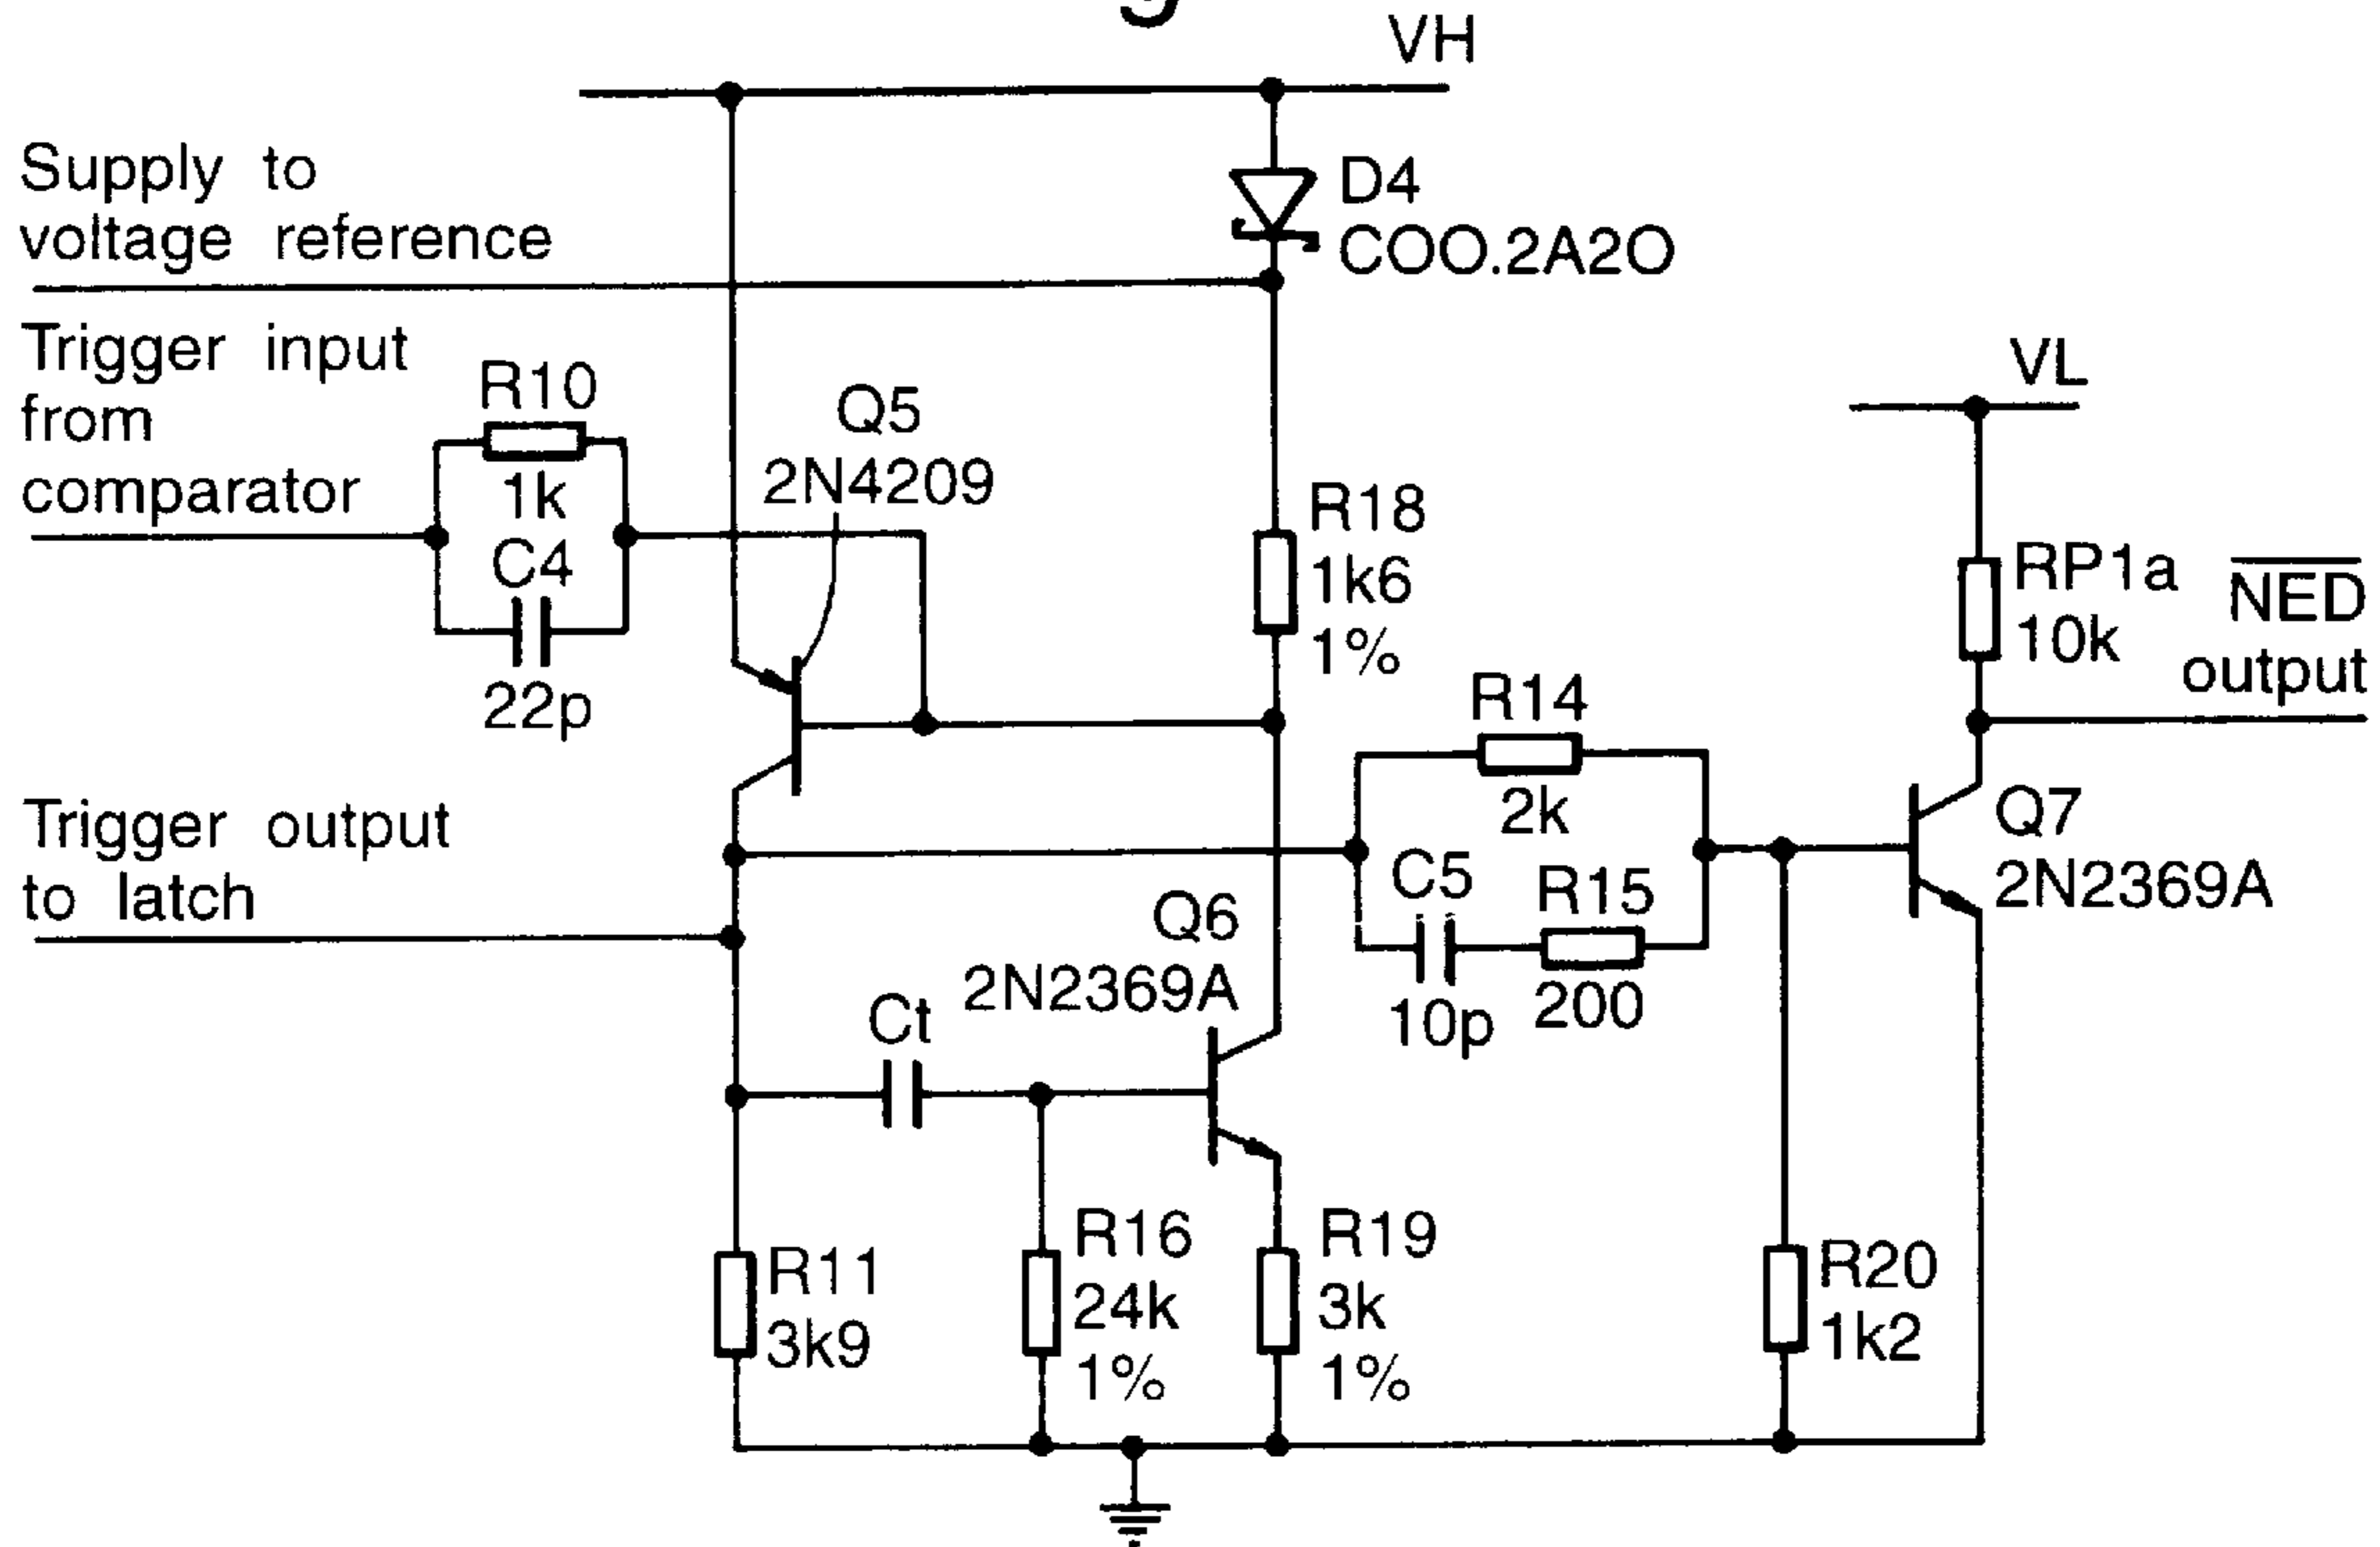 g
VH
Supply to
voltage reference
D4
COO.2A2O
Trigger input
from
comparator
R10
1k
C4
22p
Q5
2N4209
R18
1k6
1%
VL
RP1a
10k
NED
output
R14
2k
C5
10p
R15
200
Q7
2N2369A
Trigger output
to latch
Q6
2N2369A
Ct
R11
3k9
R16
24k
1%
R19
3k
1%
R20
1k2